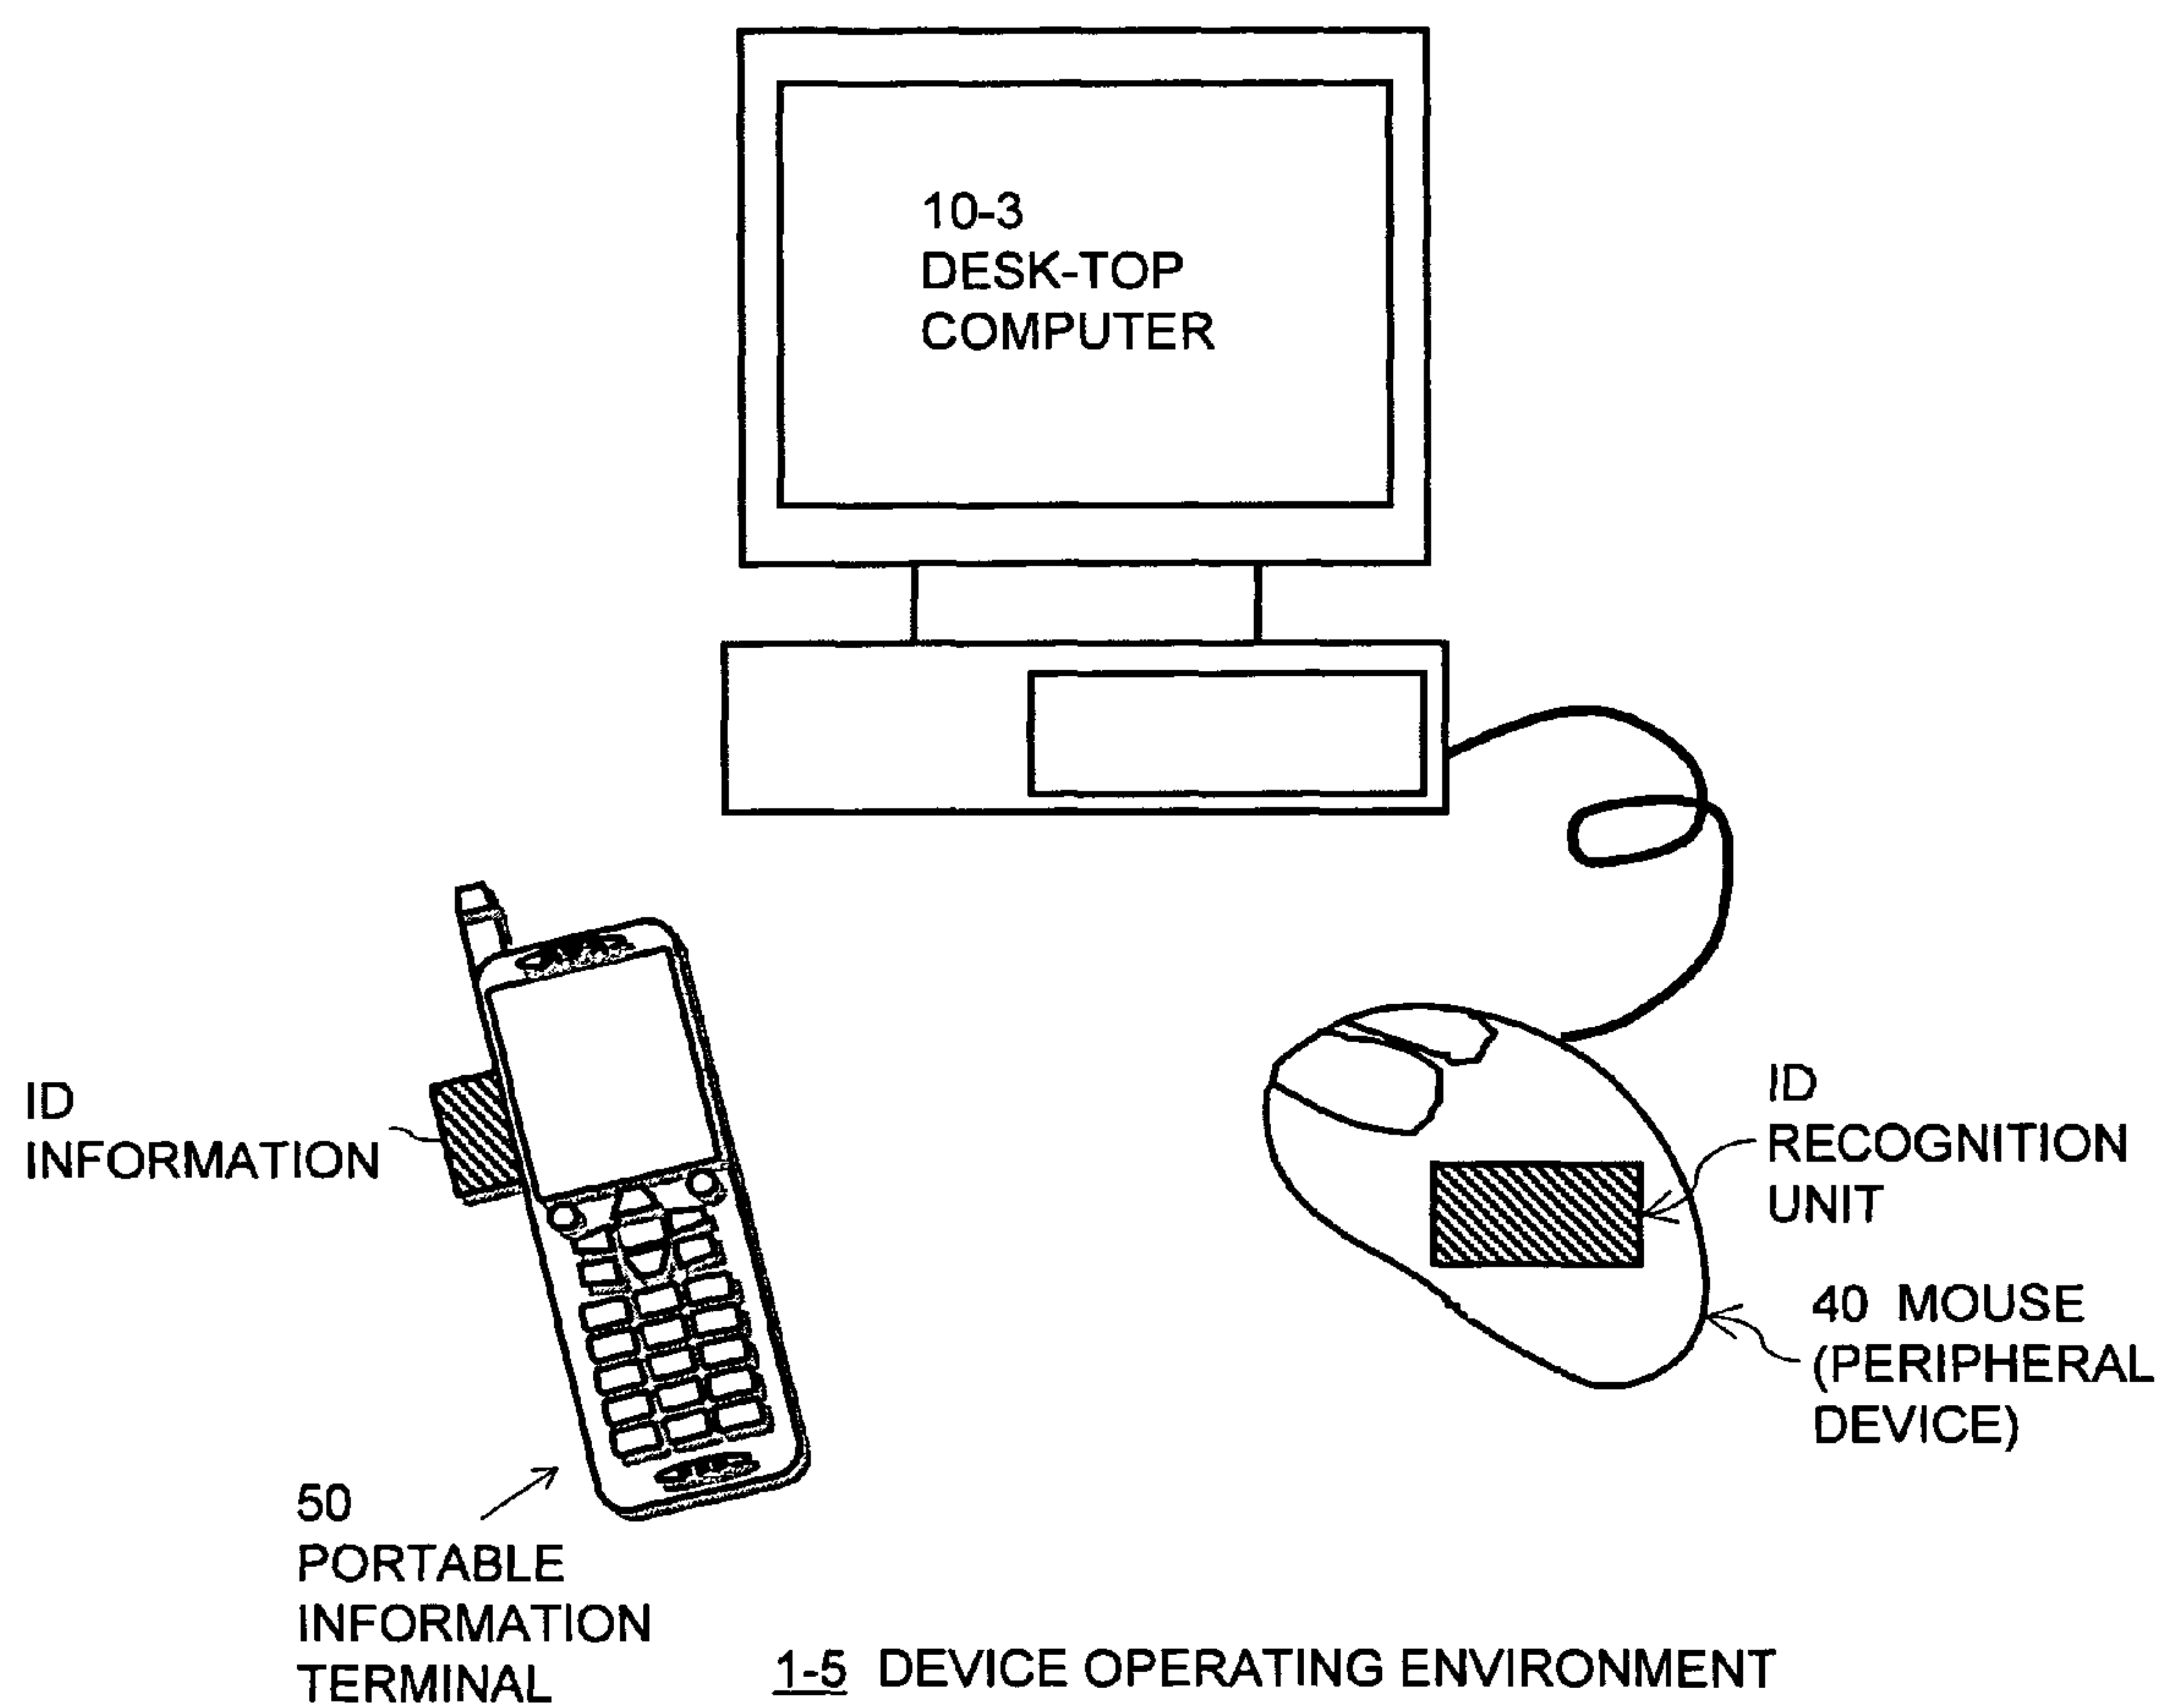 10-3
DESK-TOP
COMPUTER
ID
INFORMATION
ID
RECOGNITION
UNIT
40 MOUSE
(PERIPHERAL
DEVICE)
50
PORTABLE
INFORMATION
TERMINAL
1-5 DEVICE OPERATING ENVIRONMENT